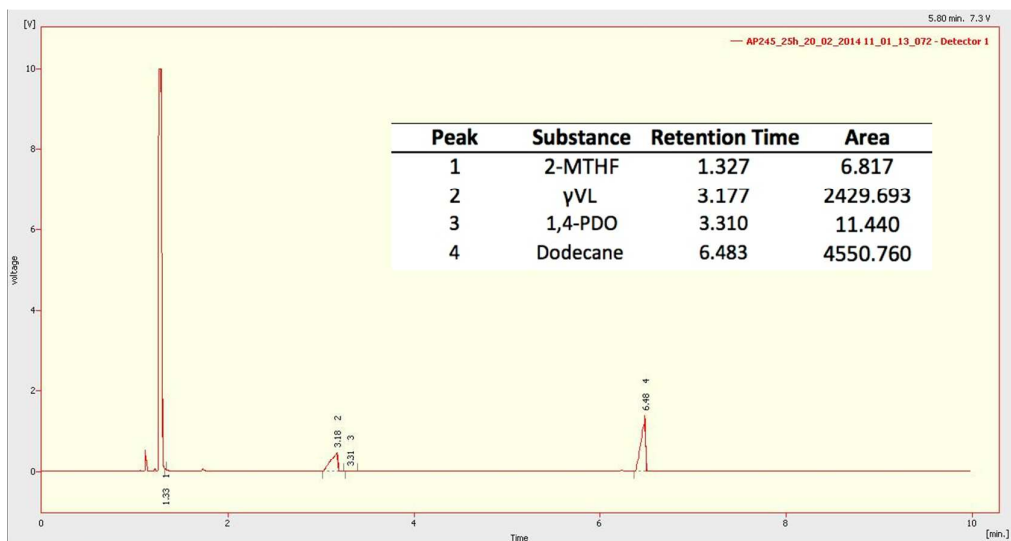 5.80 min. 7.3 V
[V]
AP245_25h_20_02_2014 11_01_13_072 - Detector 1
10
8
6
4
2
0
voltage
Peak Substance Retention Time Area
1 2-MTHF 1.327 6.817
2 γVL 3.177 2429.693
3 1,4-PDO 3.310 11.440
4 Dodecane 6.483 4550.760
1.33 1
3.18 2
3.31 3
6.48 4
0 2 4 6 8 10
Time
[min.]